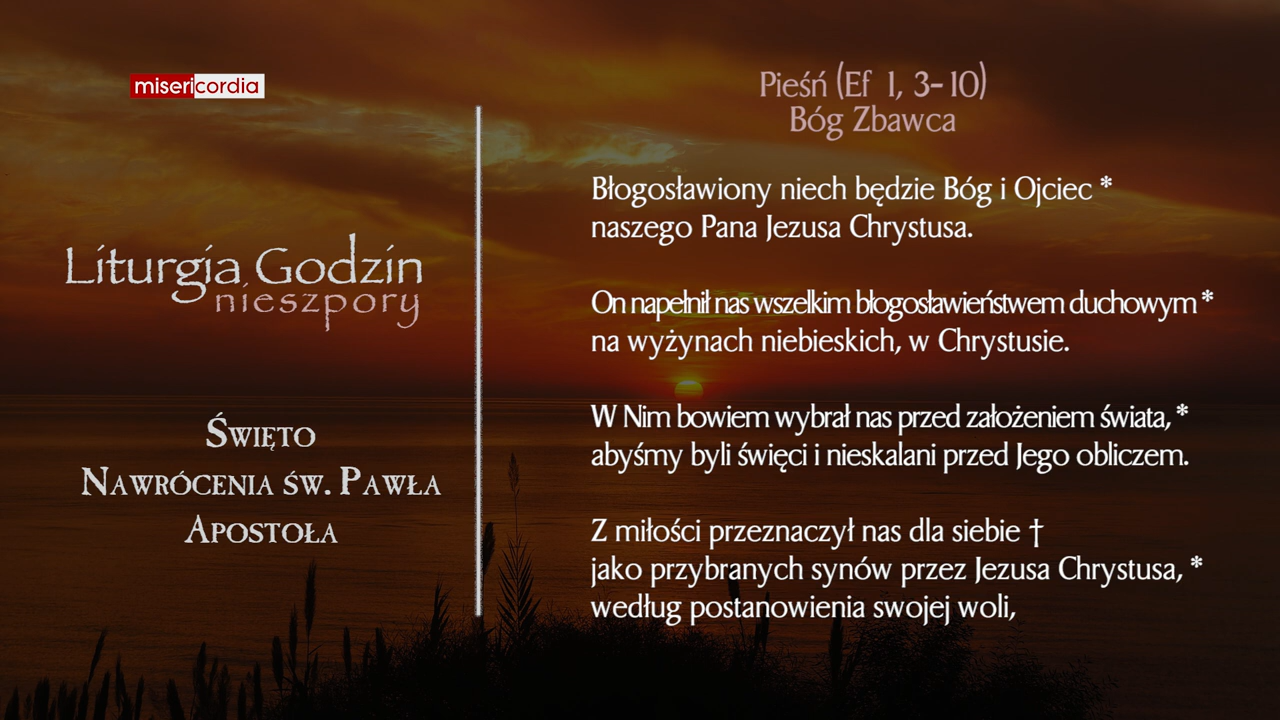 misericordia
Liturgia Godzin
nieszpory
Święto
Nawrócenia św. Pawła
Apostoła
Pieśń (Ef 1, 3-10)
Bóg Zbawca
Błogosławiony niech będzie Bóg i Ojciec *
naszego Pana Jezusa Chrystusa.
On napełnił nas wszelkim błogosławieństwem duchowym *
na wyżynach niebieskich, w Chrystusie.
W Nim bowiem wybrał nas przed założeniem świata, *
abyśmy byli święci i nieskalani przed Jego obliczem.
Z miłości przeznaczył nas dla siebie †
jako przybranych synów przez Jezusa Chrystusa, *
według postanowienia swojej woli,